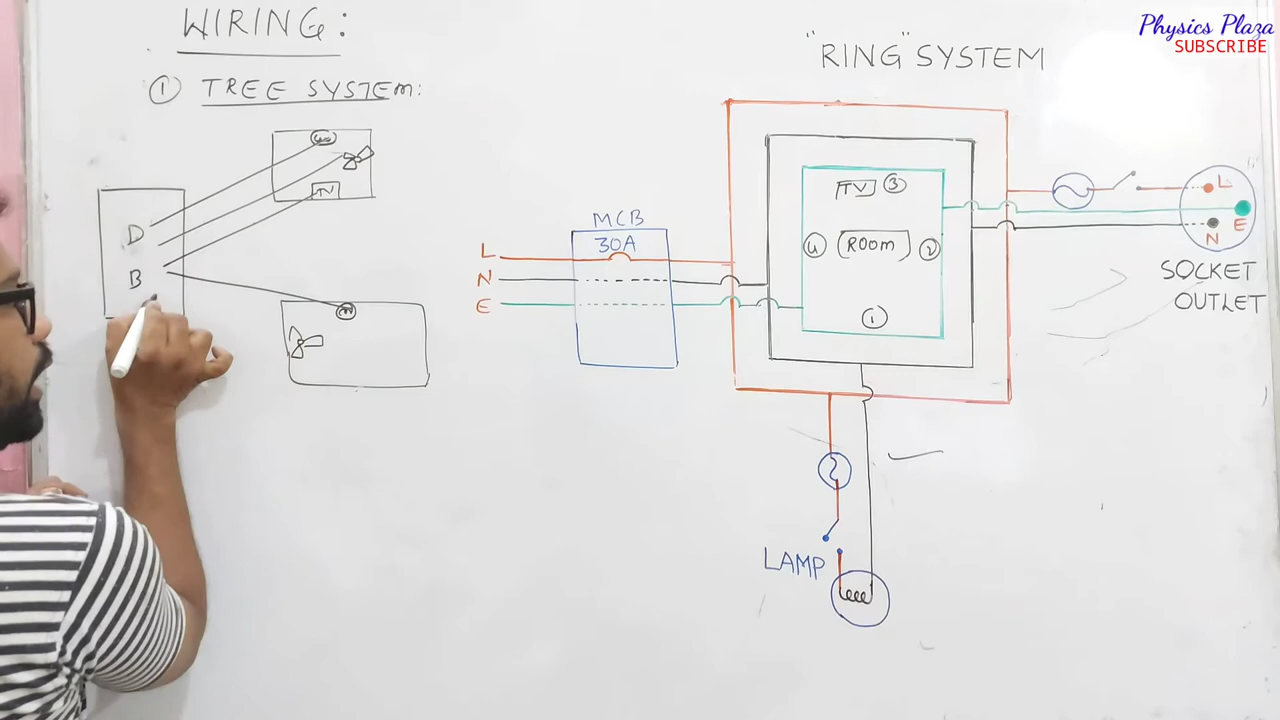 WIRING:
① TREE SYSTEM:
TV
D
B
"RING" SYSTEM
Physics Plaza
SUBSCRIBE
MCB
30A
L
N
E
TV ③
④ ROOM ②
①
L
E
N
SOCKET
OUTLET
LAMP